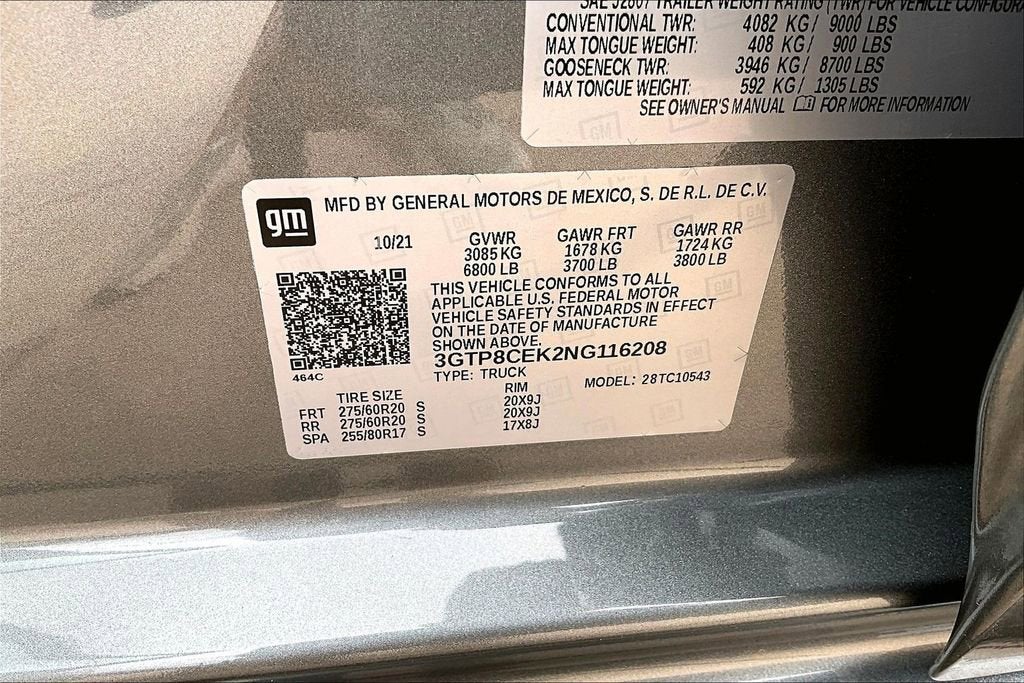 SAE J2807 TRAILER WEIGHT RATING (TWR) FOR VEHICLE CONFIGURA
CONVENTIONAL TWR: 4082 KG/ 9000 LBS
MAX TONGUE WEIGHT: 408 KG/ 900 LBS
GOOSENECK TWR: 3946 KG/ 8700 LBS
MAX TONGUE WEIGHT: 592 KG/ 1305 LBS
SEE OWNER'S MANUAL FOR MORE INFORMATION
gm
MFD BY GENERAL MOTORS DE MEXICO, S. DE R.L. DE C.V.
10/21 GVWR GAWR FRT GAWR RR
3085 KG 1678 KG 1724 KG
6800 LB 3700 LB 3800 LB
THIS VEHICLE CONFORMS TO ALL
APPLICABLE U.S. FEDERAL MOTOR
VEHICLE SAFETY STANDARDS IN EFFECT
ON THE DATE OF MANUFACTURE
SHOWN ABOVE.
3GTP8CEK2NG116208
464C
TYPE: TRUCK MODEL: 28TC10543
TIRE SIZE RIM
FRT 275/60R20 S 20X9J
RR 275/60R20 S 20X9J
SPA 255/80R17 S 17X8J